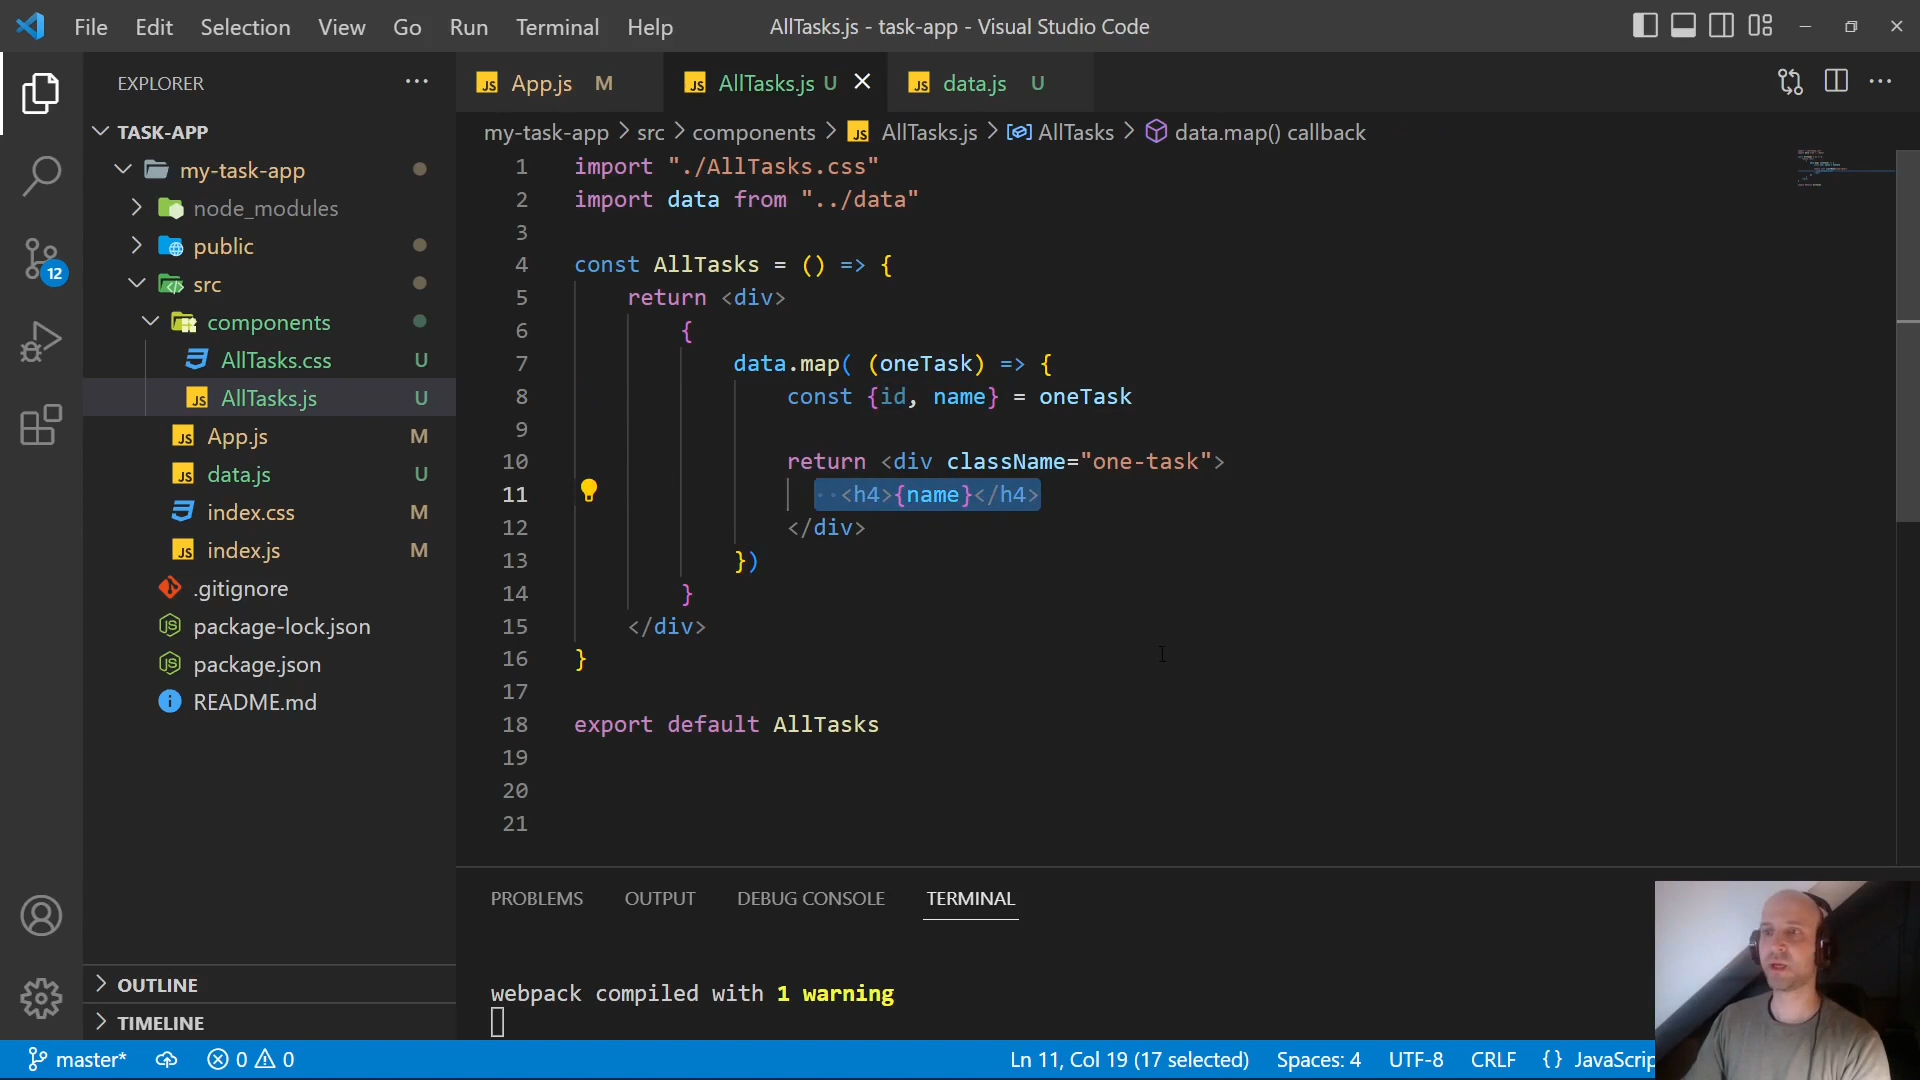 File Edit Selection View Go Run Terminal Help AllTasks.js - task-app - Visual Studio Code
EXPLORER
TASK-APP
my-task-app
node_modules
public
src
components
AllTasks.css U
AllTasks.js U
App.js M
data.js U
index.css M
index.js M
.gitignore
package-lock.json
package.json
README.md
OUTLINE
TIMELINE
12
JS App.js M JS AllTasks.js U JS data.js U
my-task-app > src > components > JS AllTasks.js > AllTasks > data.map() callback
1 import "./AllTasks.css"
2 import data from "../data"
3
4 const AllTasks = () => {
5 return <div>
6 {
7 data.map( (oneTask) => {
8 const {id, name} = oneTask
9
10 return <div className="one-task">
11 <h4>{name}</h4>
12 </div>
13 })
14 }
15 </div>
16 }
17
18 export default AllTasks
19
20
21
PROBLEMS OUTPUT DEBUG CONSOLE TERMINAL
webpack compiled with 1 warning
master* 0 0 Ln 11, Col 19 (17 selected) Spaces: 4 UTF-8 CRLF {} JavaScrip